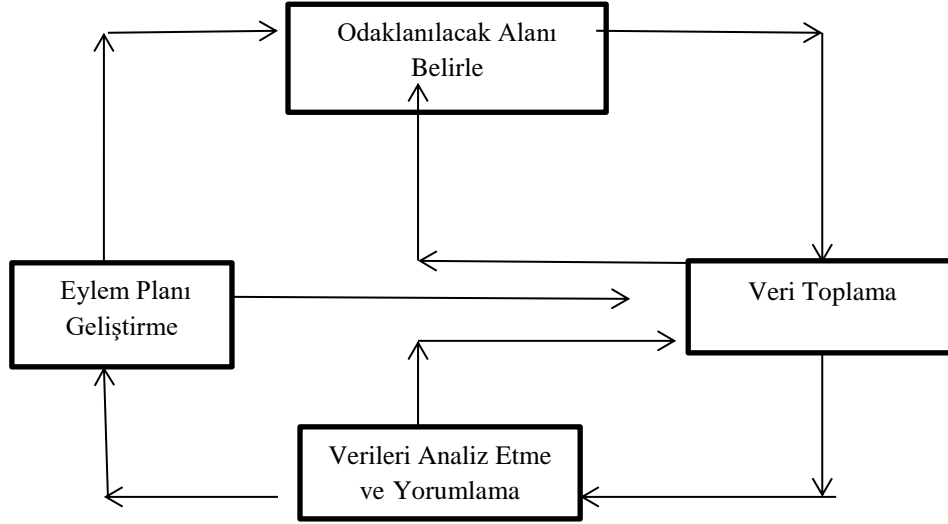 Odaklanılacak Alanı
Belirle
Eylem Planı
Geliştirme
Veri Toplama
Verileri Analiz Etme
ve Yorumlama